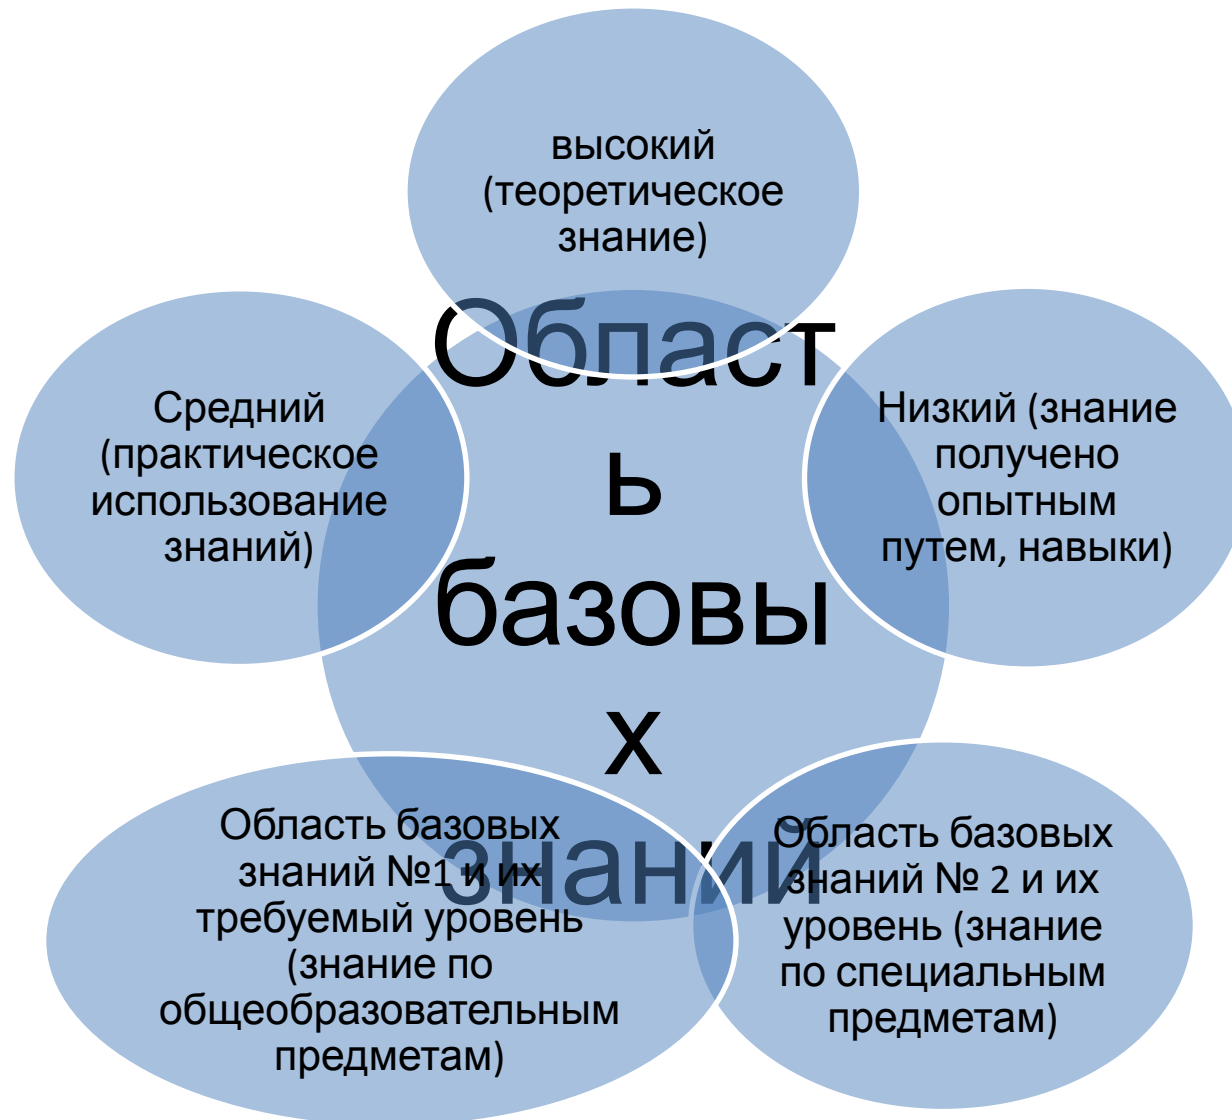 высокий
(теоретическое
знание)
Област
ь
базовы
х
знаний
Средний
(практическое
использование
знаний)
Низкий (знание
получено
опытным
путем, навыки)
Область базовых
знаний №1 и их
требуемый уровень
(знание по
общеобразовательным
предметам)
Область базовых
знаний № 2 и их
уровень (знание
по специальным
предметам)